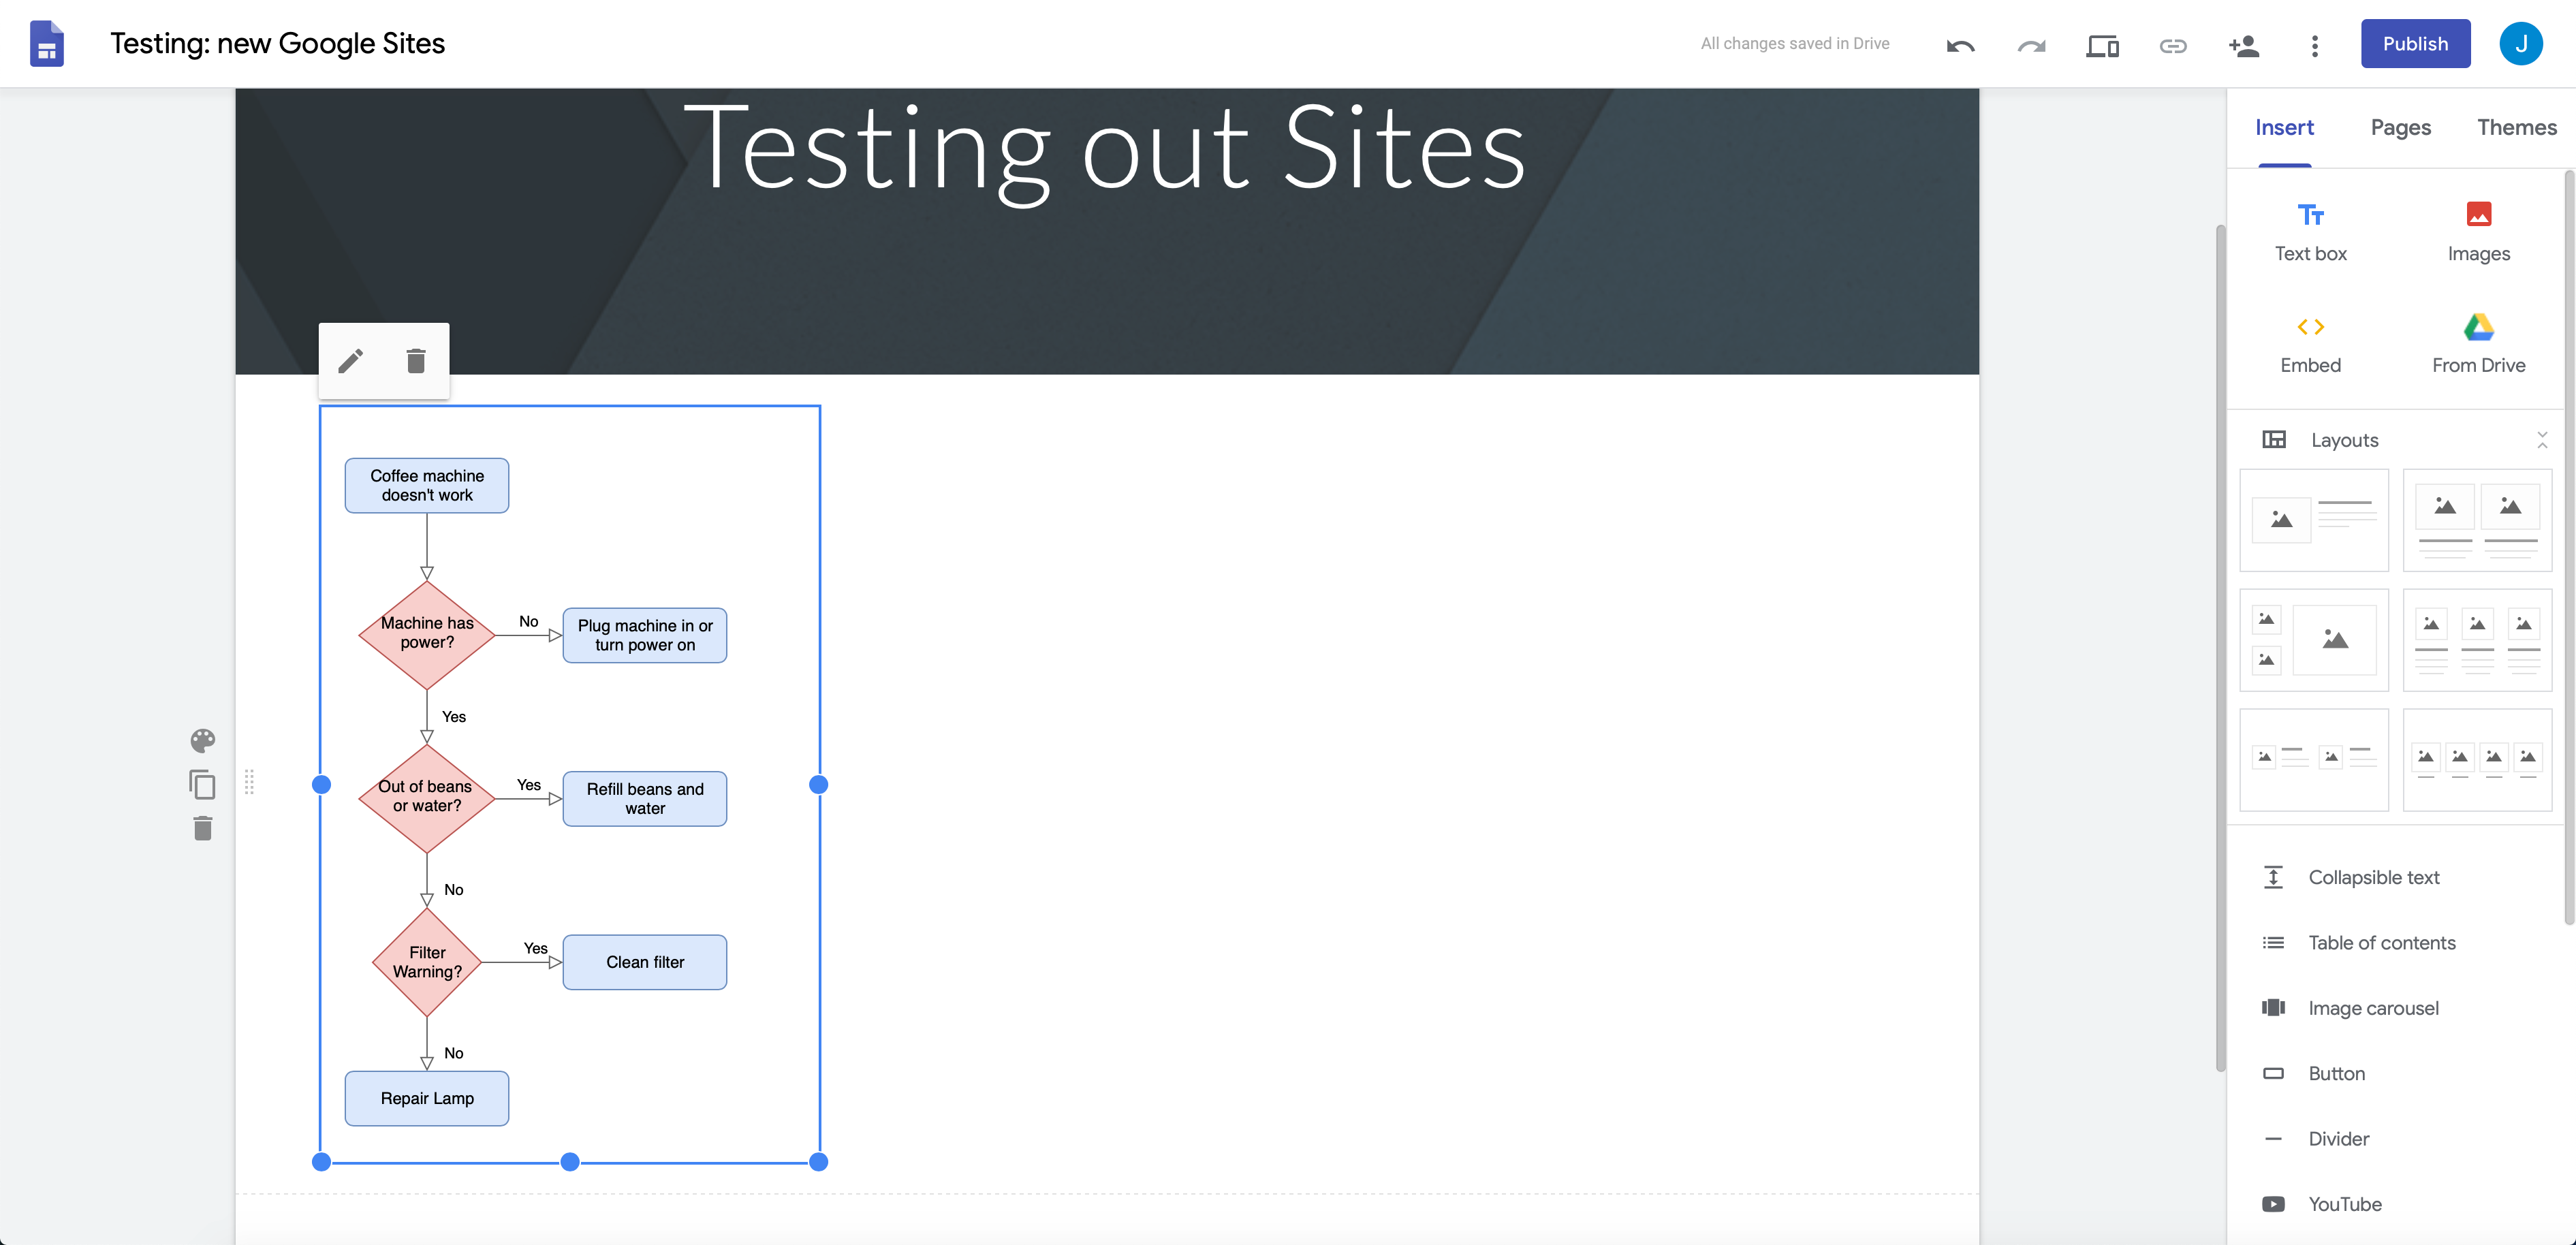 Testing: new Google Sites
All changes saved in Drive
Publish
J
Testing out Sites
Insert
Pages
Themes
Text box
Images
Embed
From Drive
Layouts
Collapsible text
Table of contents
Image carousel
Button
Divider
YouTube
Coffee machine
doesn't work
Machine has
power?
No
Plug machine in or
turn power on
Yes
Out of beans
or water?
Yes
Refill beans and
water
No
Filter
Warning?
Yes
Clean filter
No
Repair Lamp